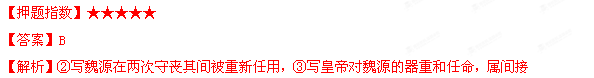 【押题指数】★★★★★
【答案】B
【解析】②写魏源在两次守丧其间被重新任用，③写皇帝对魏源的器重和任命，属间接